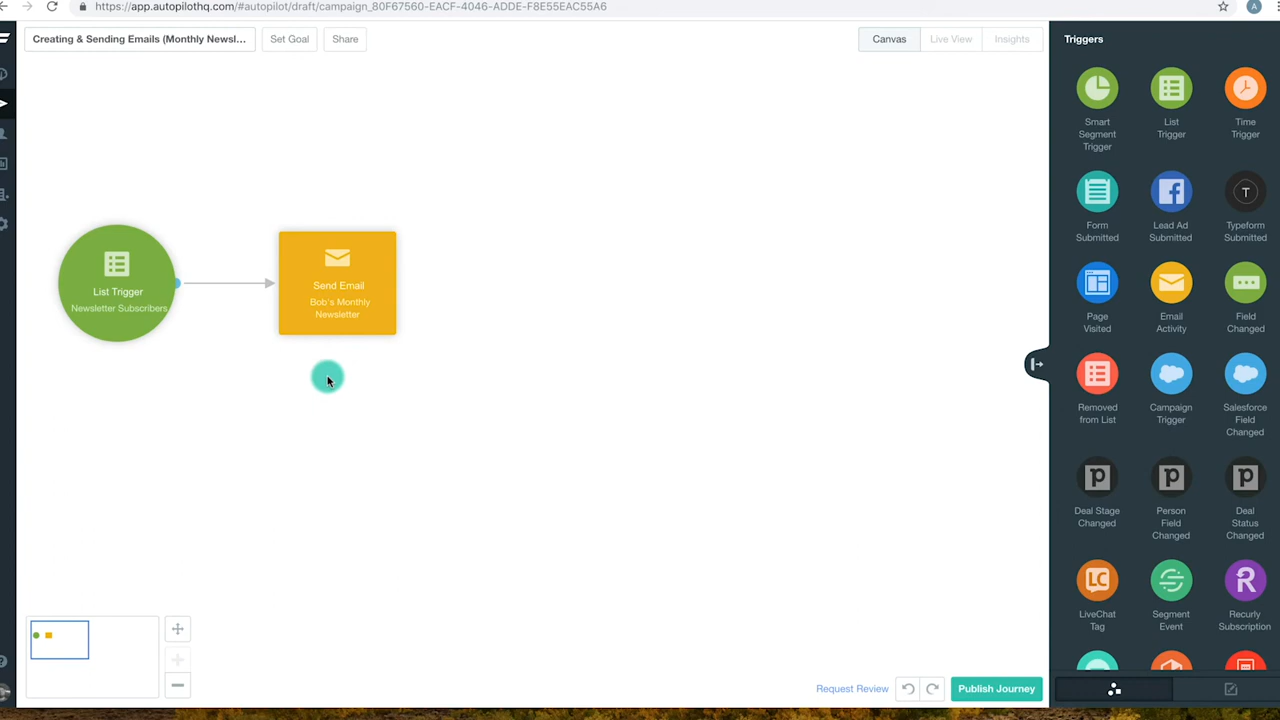 https://app.autopilothq.com/#autopilot/draft/campaign_80F67560-EACF-4046-ADDE-F8E55EAC55A6
A
Creating & Sending Emails (Monthly Newsl...
Set Goal
Share
Canvas
Live View
Insights
Triggers
Smart
Segment
Trigger
List
Trigger
Time
Trigger
Form
Submitted
Lead Ad
Submitted
T
Typeform
Submitted
Page
Visited
Email
Activity
Field
Changed
Removed
from List
Campaign
Trigger
Salesforce
Field
Changed
p
Deal Stage
Changed
p
Person
Field
Changed
p
Deal
Status
Changed
LC
LiveChat
Tag
Segment
Event
R
Recurly
Subscription
List Trigger
Newsletter Subscribers
Send Email
Bob's Monthly
Newsletter
Request Review
Publish Journey